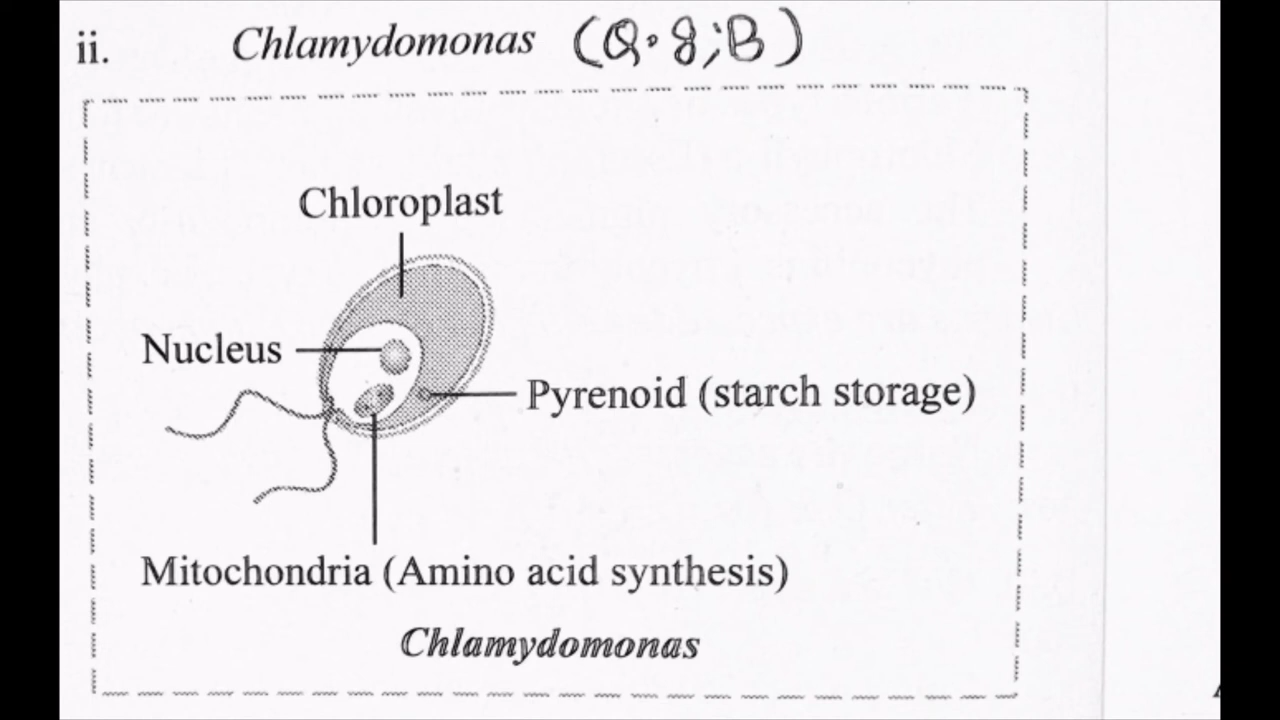 ii. Chlamydomonas (Q.8;B)
Chloroplast
Nucleus
Pyrenoid (starch storage)
Mitochondria (Amino acid synthesis)
Chlamydomonas